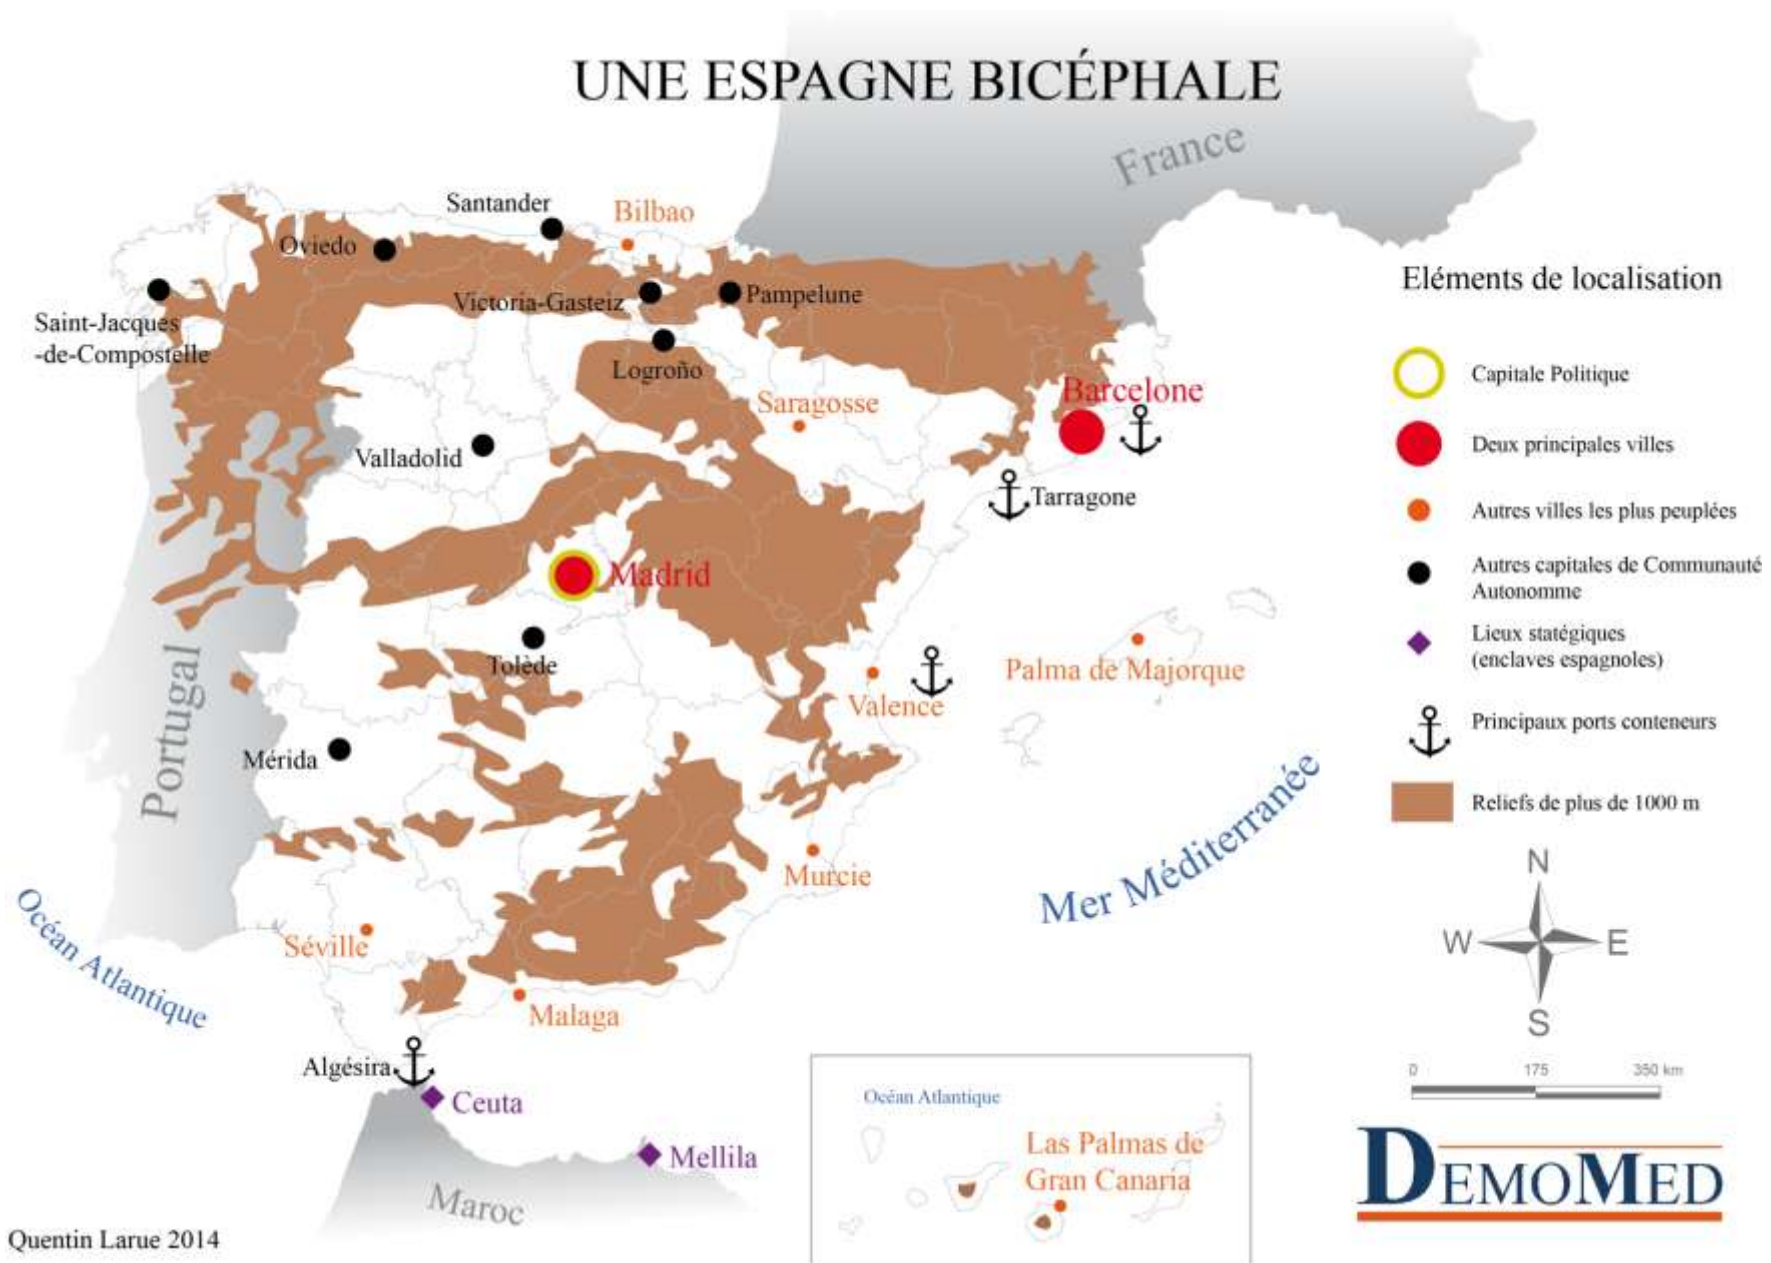 UNE ESPAGNE BICÉPHALE
France
Santander
Bilbao
Oviedo
Victoria-Gasteiz
Pampelune
Saint-Jacques
-de-Compostelle
Logroño
Barcelone
Saragosse
Valladolid
Tarragone
Madrid
Tolède
Palma de Majorque
Valence
Portugal
Mérida
Mer Méditerranée
Murcie
Océan Atlantique
Séville
Malaga
Algésira
Ceuta
Mellila
Maroc
Océan Atlantique
Las Palmas de
Gran Canaria
Quentin Larue 2014
Eléments de localisation
Capitale Politique
Deux principales villes
Autres villes les plus peuplées
Autres capitales de Communauté
Autonomme
Lieux statégiques
(enclaves espagnoles)
Principaux ports conteneurs
Reliefs de plus de 1000 m
N
W E
S
0 175 350 km
DEMOMED